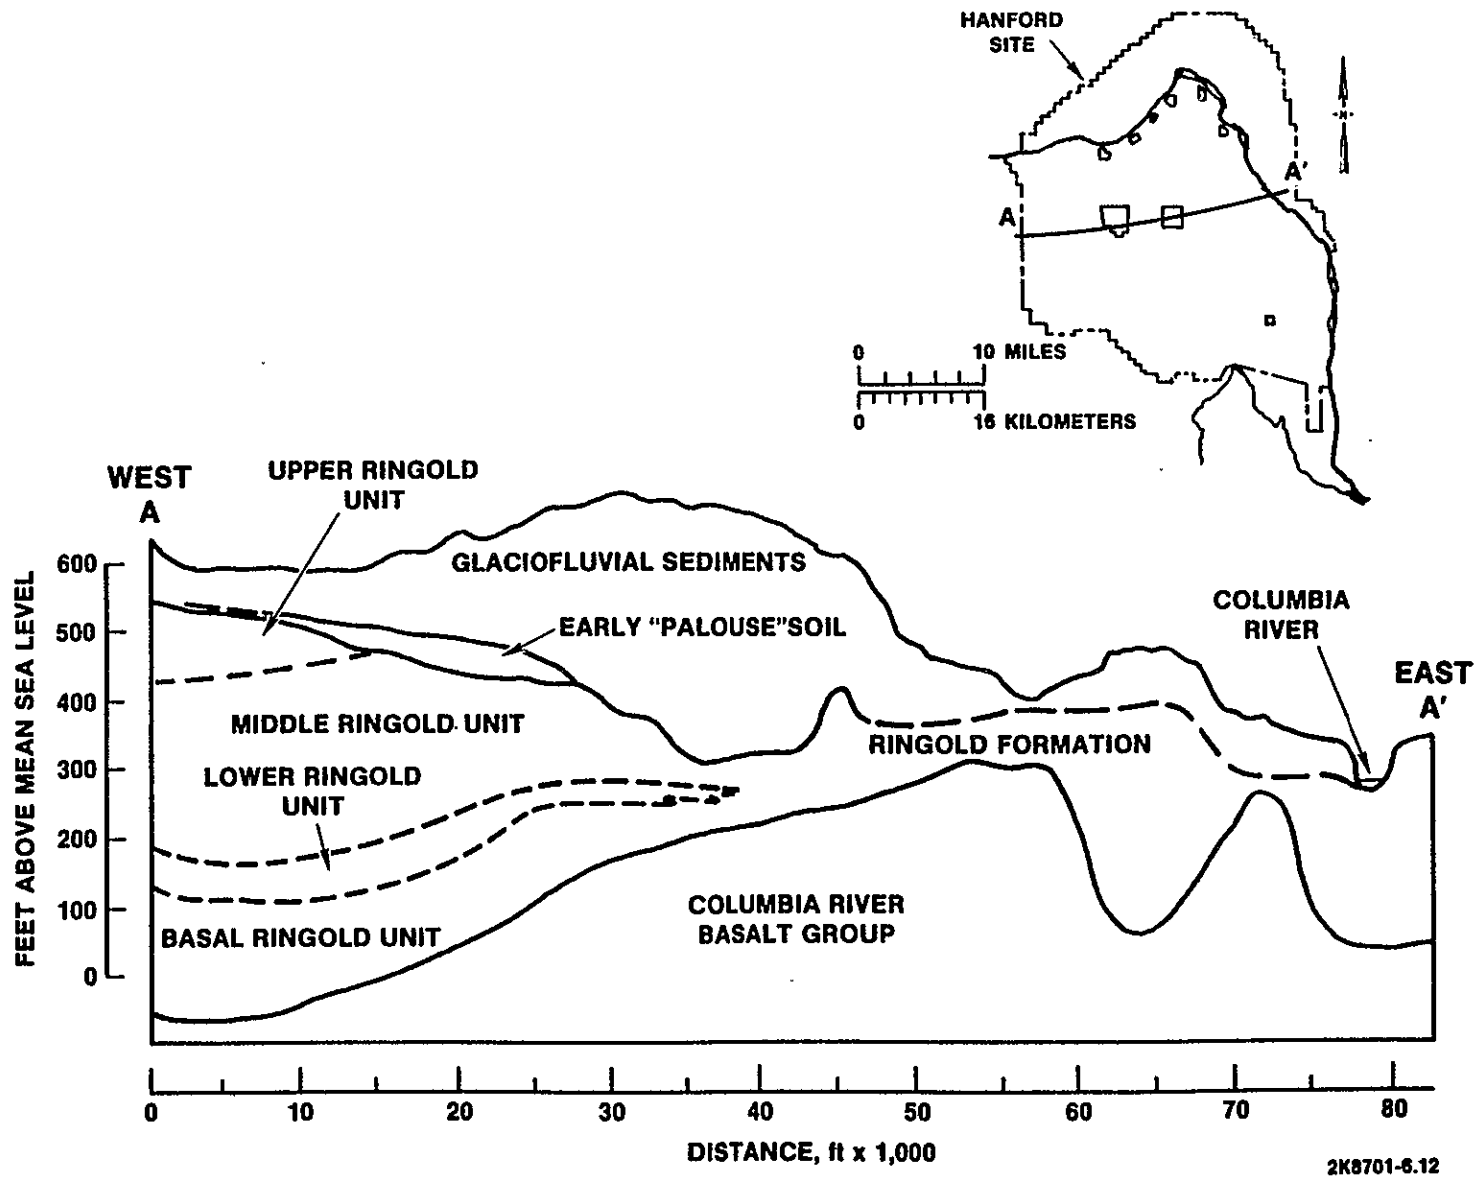 HANFORD
SITE
N
A'
A
0 10 MILES
0 16 KILOMETERS
WEST
A
UPPER RINGOLD
UNIT
GLACIOFLUVIAL SEDIMENTS
EARLY "PALOUSE" SOIL
COLUMBIA
RIVER
EAST
A'
MIDDLE RINGOLD UNIT
RINGOLD FORMATION
LOWER RINGOLD
UNIT
COLUMBIA RIVER
BASALT GROUP
BASAL RINGOLD UNIT
FEET ABOVE MEAN SEA LEVEL
600
500
400
300
200
100
0
0 10 20 30 40 50 60 70 80
DISTANCE, ft x 1,000
2K8701-6.12